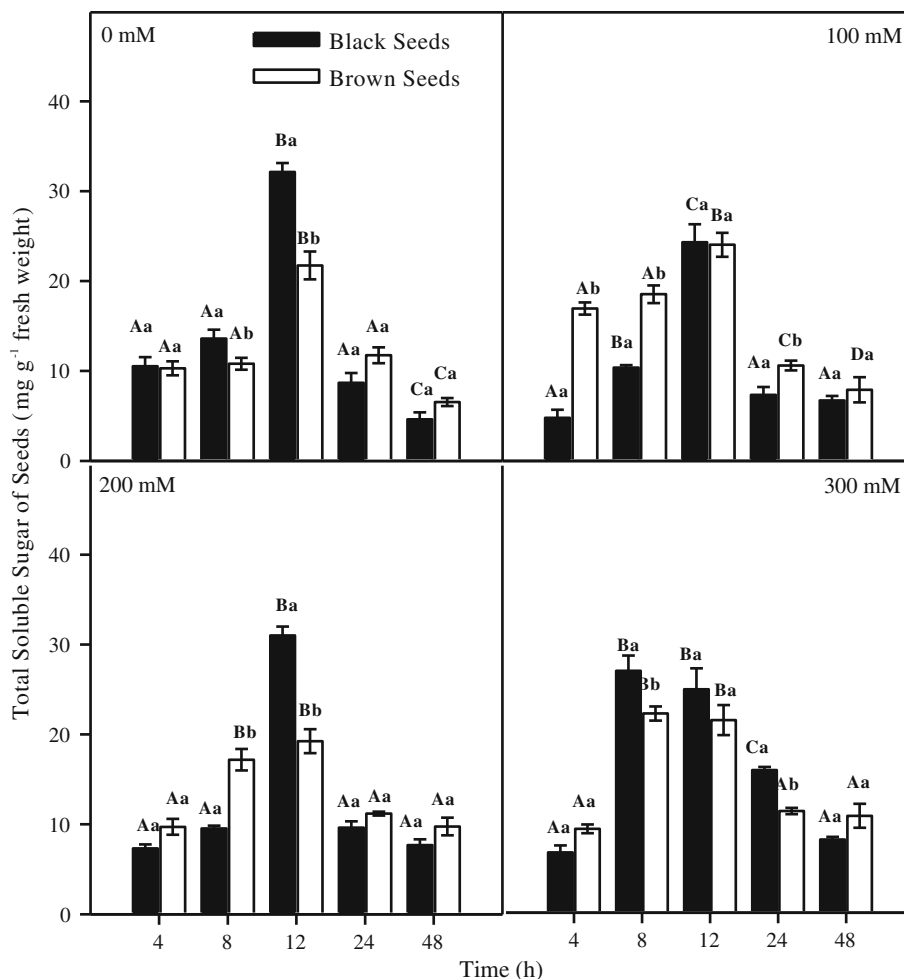 0 mM
Black Seeds
Brown Seeds
100 mM
40
30
20
10
0
Aa
Aa
Aa
Ab
Ba
Bb
Aa
Aa
Ca
Ca
Aa
Ab
Ba
Ab
Ca
Ba
Aa
Cb
Aa
Da
Total Soluble Sugar of Seeds ( mg g⁻¹ fresh weight)
200 mM
300 mM
40
30
20
10
0
Aa
Aa
Aa
Bb
Ba
Bb
Aa
Aa
Aa
Aa
Aa
Aa
Ba
Bb
Ba
Ba
Ca
Ab
Aa
Aa
4 8 12 24 48
4 8 12 24 48
Time (h)